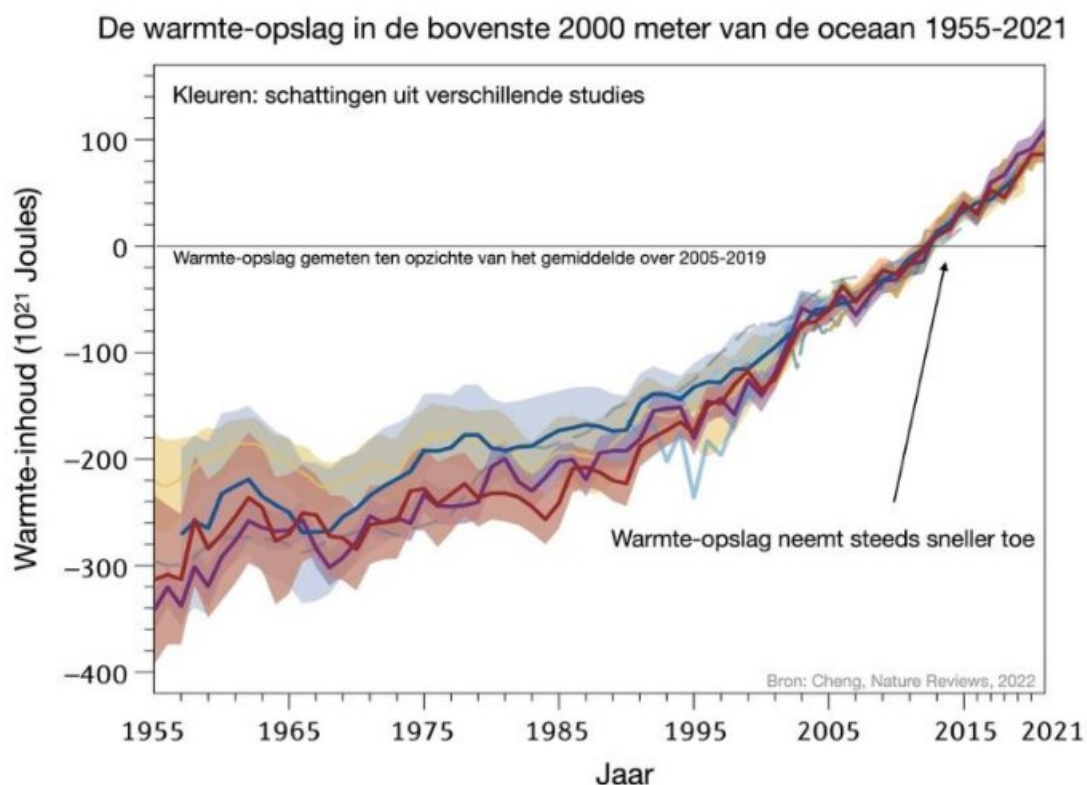 De warmte-opslag in de bovenste 2000 meter van de oceaan 1955-2021
Kleuren: schattingen uit verschillende studies
100
0
Warmte-opslag gemeten ten opzichte van het gemiddelde over 2005-2019
−100
−200
−300
−400
Warmte-inhoud (10²¹ Joules)
Warmte-opslag neemt steeds sneller toe
Bron: Cheng, Nature Reviews, 2022
1955 1965 1975 1985 1995 2005 2015 2021
Jaar